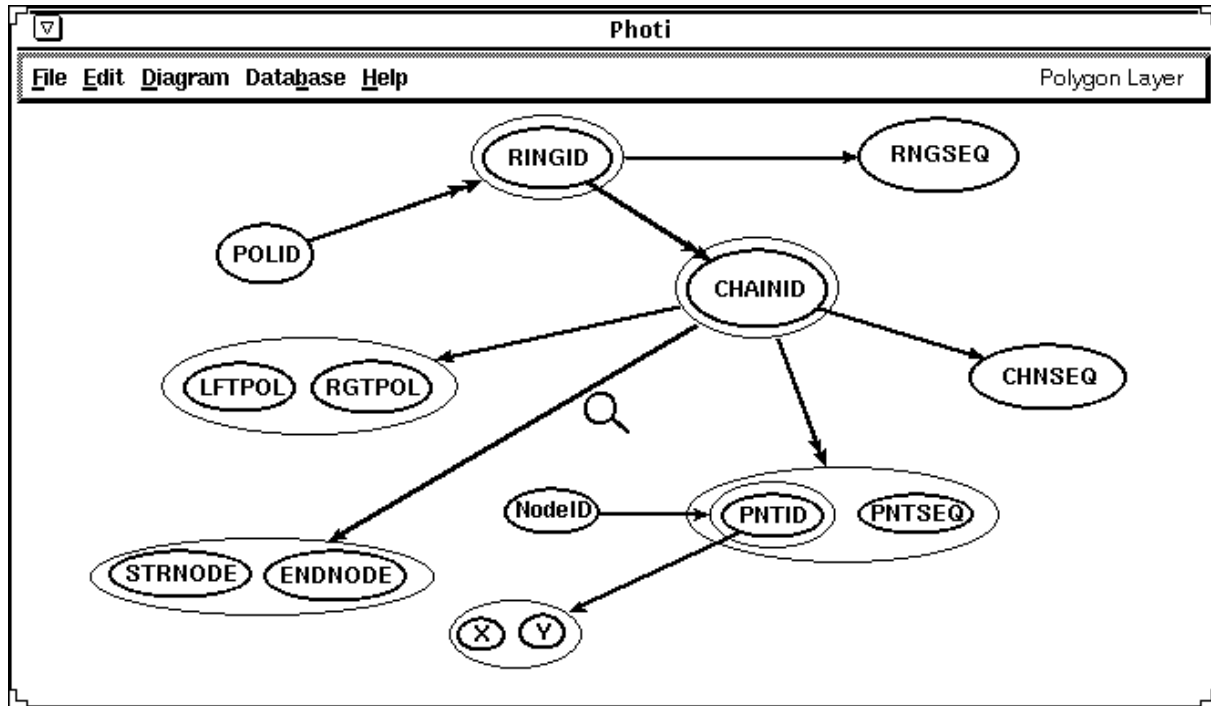 Photi
File Edit Diagram Database Help Polygon Layer
RINGID RNGSEQ
POLID
CHAINID
LFTPOL RGTPOL CHNSEQ
NodeID PNTID PNTSEQ
STRNODE ENDNODE
X Y